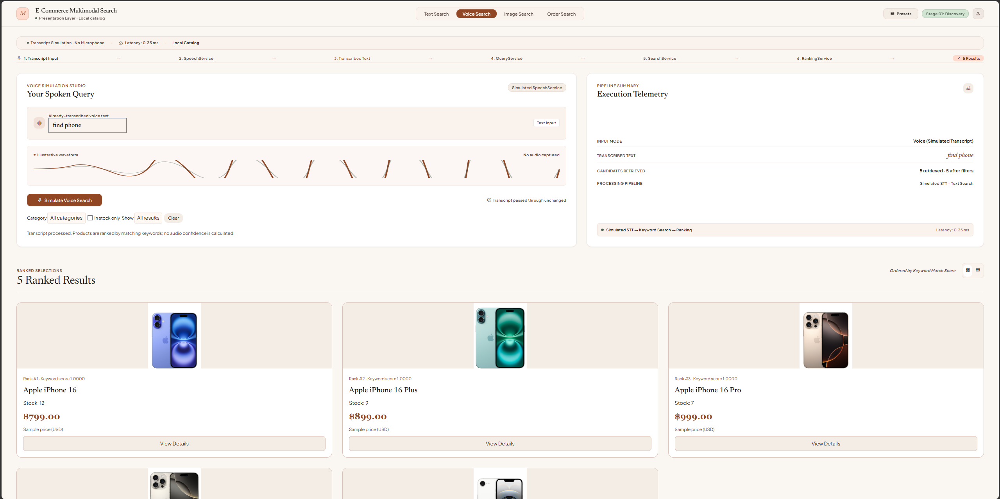 M
E-Commerce Multimodal Search
Presentation Layer · Local catalog
Text Search
Voice Search
Image Search
Order Search
Presets
Stage 01: Discovery
Transcript Simulation · No Microphone · Latency: 0.35 ms · Local Catalog
1. Transcript Input → 2. SpeechService → 3. Transcribed Text → 4. QueryService → 5. SearchService → 6. RankingService → 5 Results
VOICE SIMULATION STUDIO
Your Spoken Query
Simulated SpeechService
Already-transcribed voice text
find phone
Text Input
Illustrative waveform
No audio captured
Simulate Voice Search
Transcript passed through unchanged
Category All categories In stock only Show All results Clear
Transcript processed. Products are ranked by matching keywords; no audio confidence is calculated.
PIPELINE SUMMARY
Execution Telemetry
INPUT MODE Voice (Simulated Transcript)
TRANSCRIBED TEXT find phone
CANDIDATES RETRIEVED 5 retrieved · 5 after filters
PROCESSING PIPELINE Simulated STT + Text Search
Simulated STT → Keyword Search → Ranking Latency: 0.35 ms
RANKED SELECTIONS
5 Ranked Results
Ordered by Keyword Match Score
Rank #1 · Keyword score 1.0000
Apple iPhone 16
Stock: 12
$799.00
Sample price (USD)
View Details
Rank #2 · Keyword score 1.0000
Apple iPhone 16 Plus
Stock: 9
$899.00
Sample price (USD)
View Details
Rank #3 · Keyword score 1.0000
Apple iPhone 16 Pro
Stock: 7
$999.00
Sample price (USD)
View Details